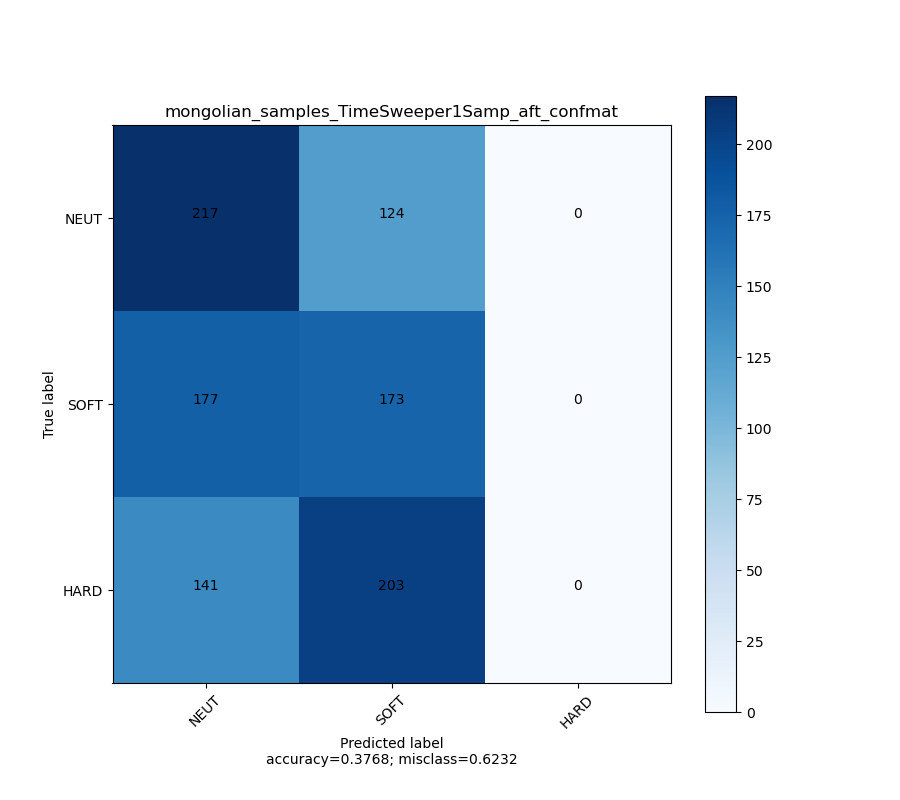 mongolian_samples_TimeSweeper1Samp_aft_confmat
True label
NEUT 217 124 0
SOFT 177 173 0
HARD 141 203 0
NEUT SOFT HARD
Predicted label
accuracy=0.3768; misclass=0.6232
200
175
150
125
100
75
50
25
0